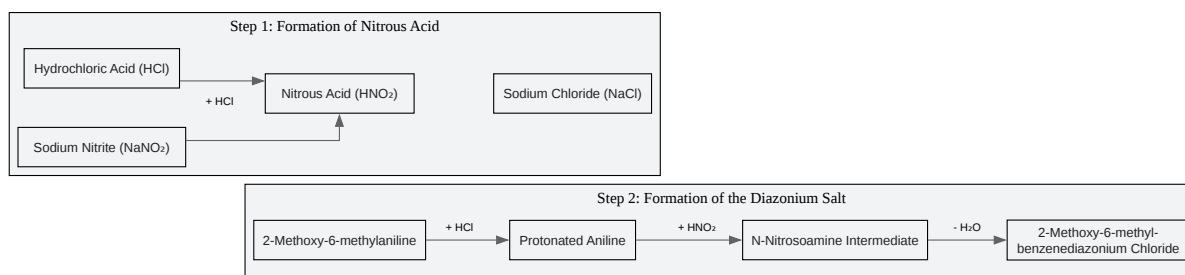 Step 1: Formation of Nitrous Acid
Hydrochloric Acid (HCl)
+ HCl
Nitrous Acid (HNO₂)
Sodium Chloride (NaCl)
Sodium Nitrite (NaNO₂)
Step 2: Formation of the Diazonium Salt
2-Methoxy-6-methylaniline
+ HCl
Protonated Aniline
+ HNO₂
N-Nitrosoamine Intermediate
- H₂O
2-Methoxy-6-methyl-
benzenediazonium Chloride